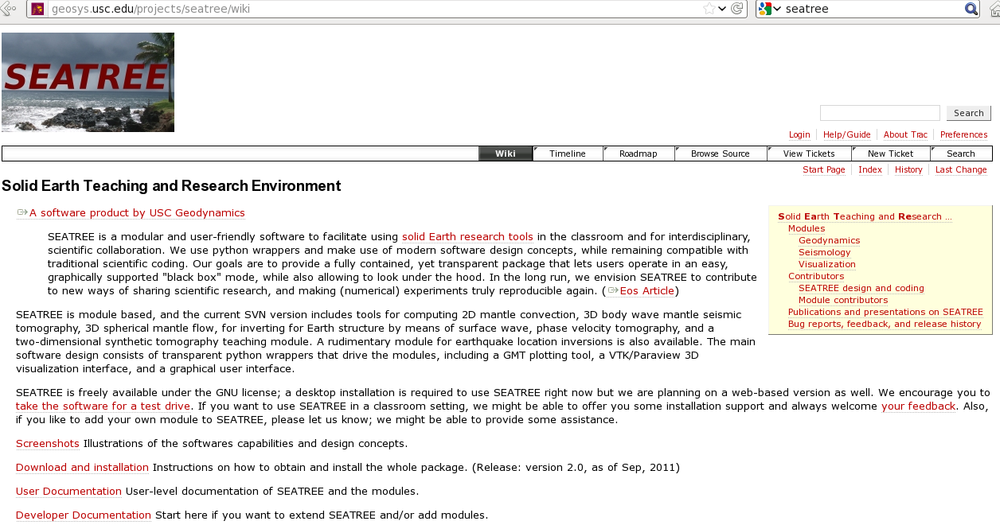 geosys.usc.edu/projects/seatree/wiki
seatree
SEATREE
Search
Login Help/Guide About Trac Preferences
Wiki Timeline Roadmap Browse Source View Tickets New Ticket Search
Start Page Index History Last Change
Solid Earth Teaching and Research Environment
A software product by USC Geodynamics
SEATREE is a modular and user-friendly software to facilitate using solid Earth research tools in the classroom and for interdisciplinary,
scientific collaboration. We use python wrappers and make use of modern software design concepts, while remaining compatible with
traditional scientific coding. Our goals are to provide a fully contained, yet transparent package that lets users operate in an easy,
graphically supported "black box" mode, while also allowing to look under the hood. In the long run, we envision SEATREE to contribute
to new ways of sharing scientific research, and making (numerical) experiments truly reproducible again. (Eos Article)
Solid Earth Teaching and Research ...
Modules
Geodynamics
Seismology
Visualization
Contributors
SEATREE design and coding
Module contributors
Publications and presentations on SEATREE
Bug reports, feedback, and release history
SEATREE is module based, and the current SVN version includes tools for computing 2D mantle convection, 3D body wave mantle seismic
tomography, 3D spherical mantle flow, for inverting for Earth structure by means of surface wave, phase velocity tomography, and a
two-dimensional synthetic tomography teaching module. A rudimentary module for earthquake location inversions is also available. The main
software design consists of transparent python wrappers that drive the modules, including a GMT plotting tool, a VTK/Paraview 3D
visualization interface, and a graphical user interface.
SEATREE is freely available under the GNU license; a desktop installation is required to use SEATREE right now but we are planning on a web-based version as well. We encourage you to
take the software for a test drive. If you want to use SEATREE in a classroom setting, we might be able to offer you some installation support and always welcome your feedback. Also,
if you like to add your own module to SEATREE, please let us know; we might be able to provide some assistance.
Screenshots Illustrations of the softwares capabilities and design concepts.
Download and installation Instructions on how to obtain and install the whole package. (Release: version 2.0, as of Sep, 2011)
User Documentation User-level documentation of SEATREE and the modules.
Developer Documentation Start here if you want to extend SEATREE and/or add modules.